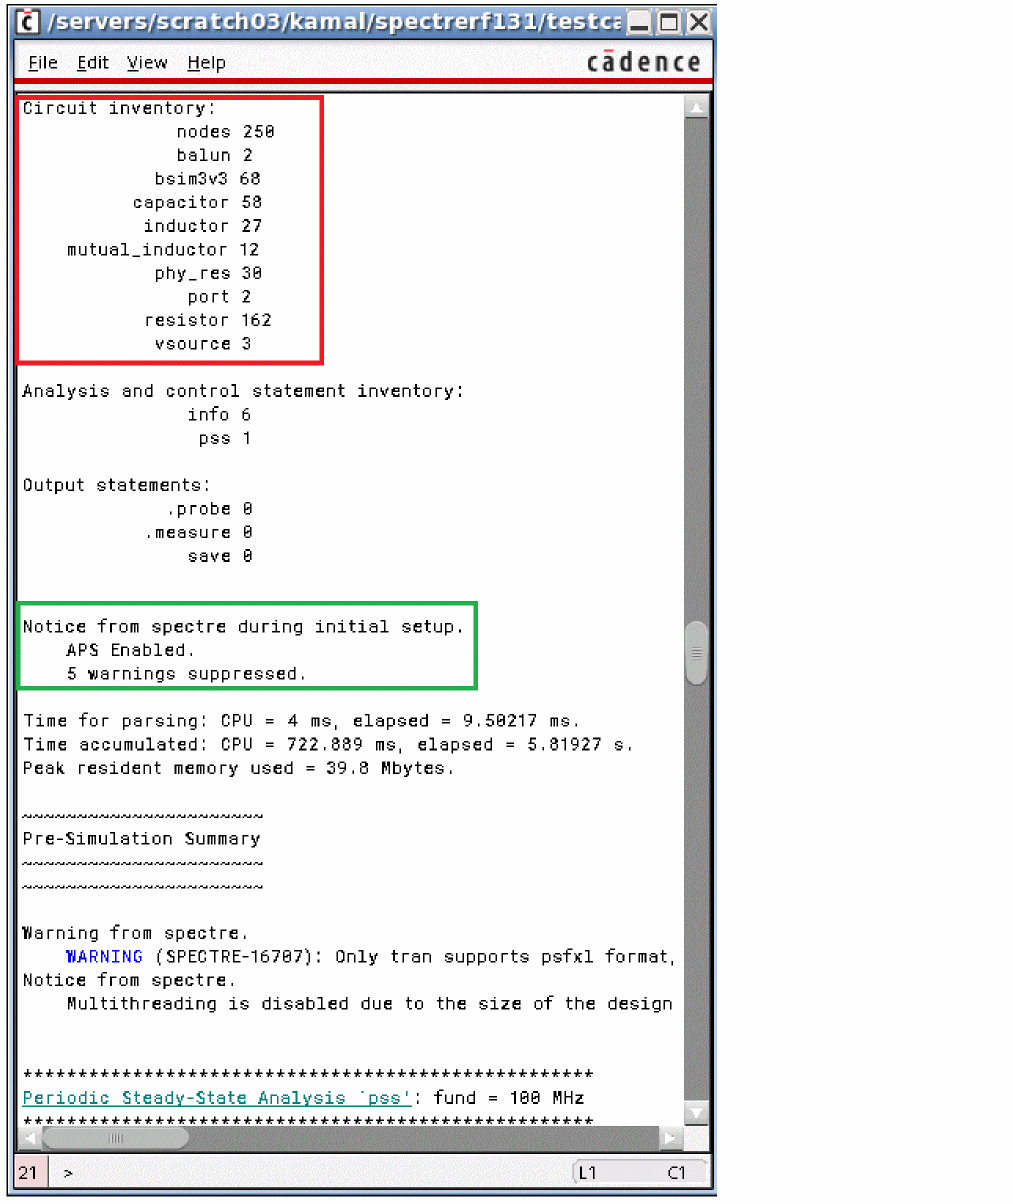 /servers/scratch03/kamal/spectrerf131/testca
File Edit View Help
cādence
Circuit inventory:
nodes 250
balun 2
bsim3v3 68
capacitor 58
inductor 27
mutual_inductor 12
phy_res 30
port 2
resistor 162
vsource 3
Analysis and control statement inventory:
info 6
pss 1
Output statements:
.probe 0
.measure 0
save 0
Notice from spectre during initial setup.
APS Enabled.
5 warnings suppressed.
Time for parsing: CPU = 4 ms, elapsed = 9.50217 ms.
Time accumulated: CPU = 722.889 ms, elapsed = 5.81927 s.
Peak resident memory used = 39.8 Mbytes.
~~~~~~~~~~~~~~~~~~~~~~
Pre-Simulation Summary
~~~~~~~~~~~~~~~~~~~~~~
~~~~~~~~~~~~~~~~~~~~~~
Warning from spectre.
WARNING (SPECTRE-16707): Only tran supports psfxl format,
Notice from spectre.
Multithreading is disabled due to the size of the design
*****************************************************
Periodic Steady-State Analysis `pss': fund = 100 MHz
*****************************************************
21 > L1 C1